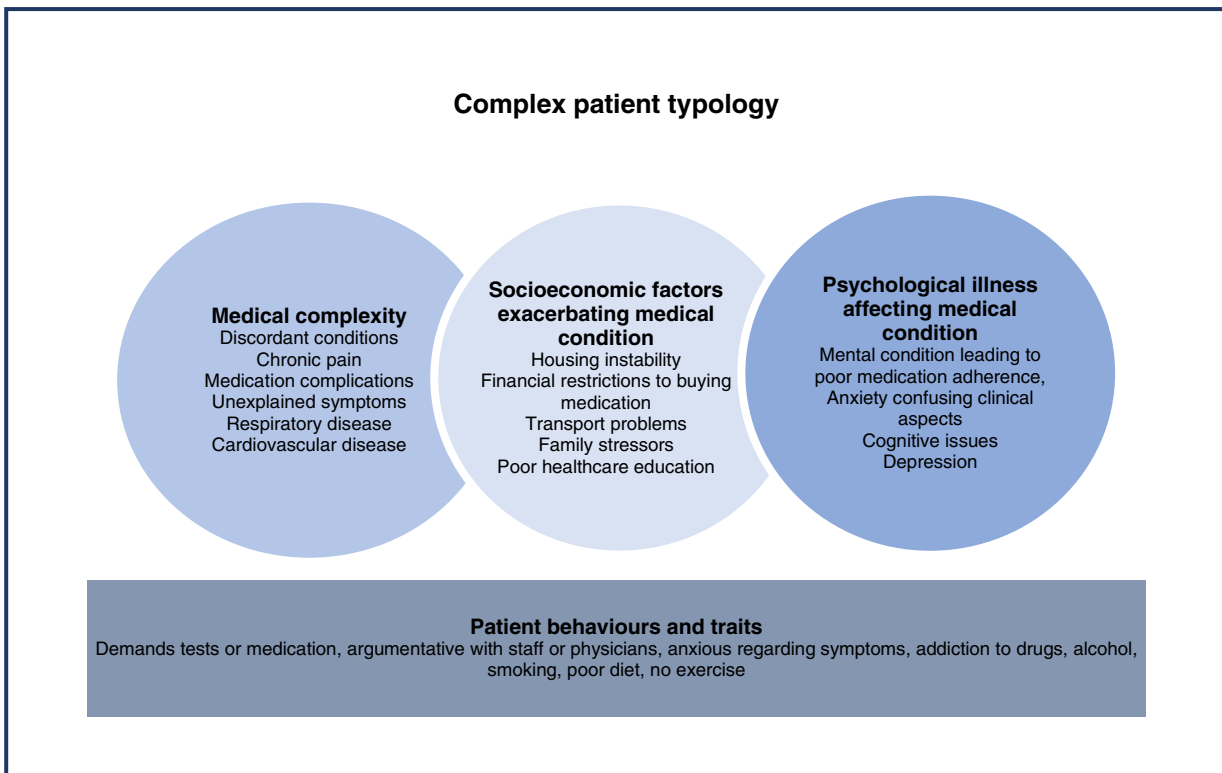 Complex patient typology
Medical complexity
Discordant conditions
Chronic pain
Medication complications
Unexplained symptoms
Respiratory disease
Cardiovascular disease
Socioeconomic factors
exacerbating medical
condition
Housing instability
Financial restrictions to buying
medication
Transport problems
Family stressors
Poor healthcare education
Psychological illness
affecting medical
condition
Mental condition leading to
poor medication adherence,
Anxiety confusing clinical
aspects
Cognitive issues
Depression
Patient behaviours and traits
Demands tests or medication, argumentative with staff or physicians, anxious regarding symptoms, addiction to drugs, alcohol,
smoking, poor diet, no exercise